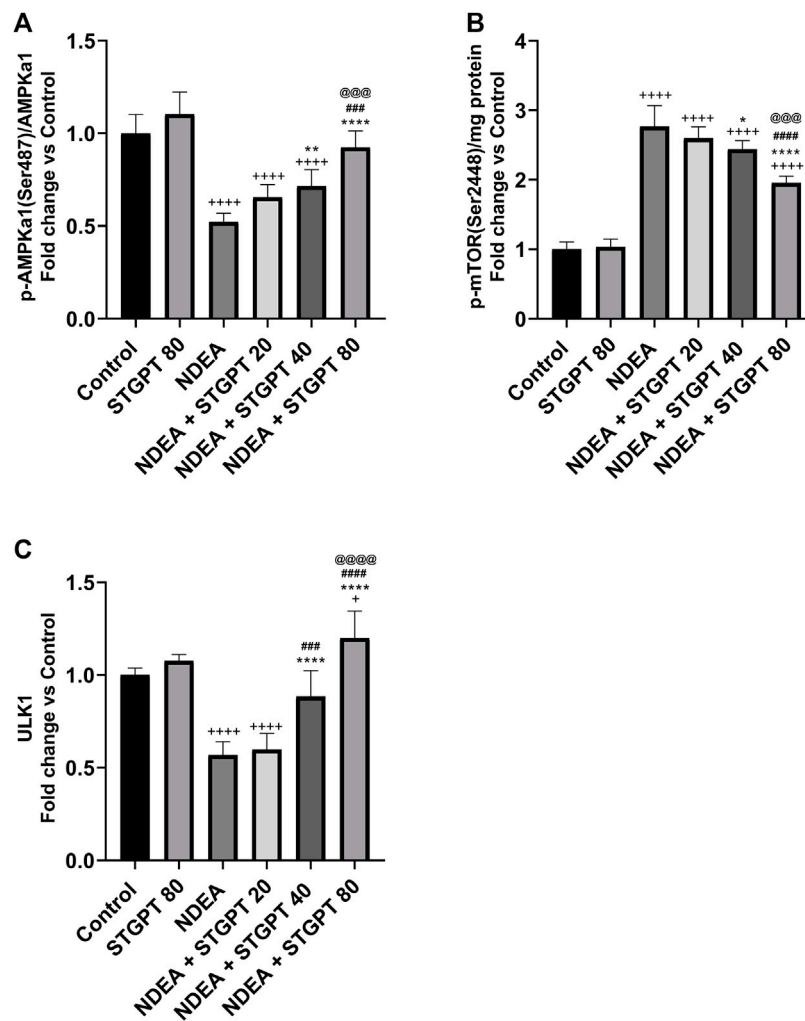 A
p-AMPKa1(Ser487)/AMPKa1
Fold change vs Control
1.5
1.0
0.5
0.0
++++
++++
**
++++
@@@
###
****
Control
STGPT 80
NDEA
NDEA + STGPT 20
NDEA + STGPT 40
NDEA + STGPT 80
B
p-mTOR(Ser2448)/mg protein
Fold change vs Control
4
3
2
1
0
++++
++++
*
++++
@@@
####
****
++++
Control
STGPT 80
NDEA
NDEA + STGPT 20
NDEA + STGPT 40
NDEA + STGPT 80
C
ULK1
Fold change vs Control
1.5
1.0
0.5
0.0
++++
++++
###
****
@@@@
####
****
+
Control
STGPT 80
NDEA
NDEA + STGPT 20
NDEA + STGPT 40
NDEA + STGPT 80